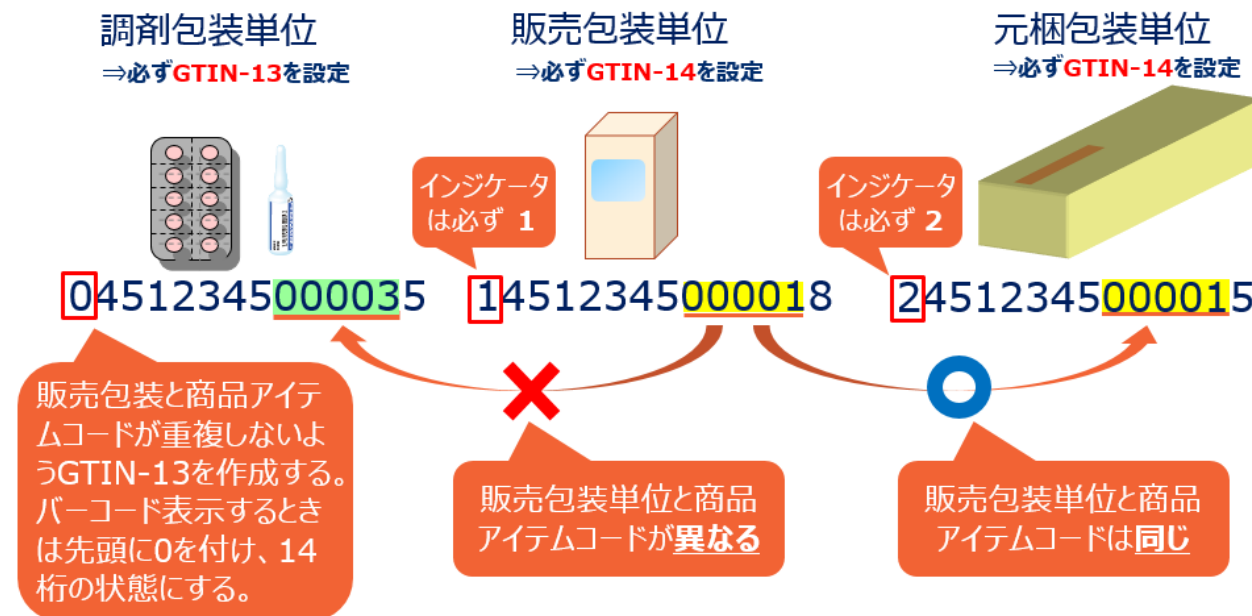 調剤包装単位
⇒必ずGTIN-13を設定
販売包装単位
⇒必ずGTIN-14を設定
元梱包装単位
⇒必ずGTIN-14を設定
インジケータ
は必ず 1
インジケータ
は必ず 2
04512345000035
14512345000018
24512345000015
販売包装と商品アイテ
ムコードが重複しないよ
うGTIN-13を作成する。
バーコード表示するとき
は先頭に0を付け、14
桁の状態にする。
販売包装単位と商品
アイテムコードが異なる
販売包装単位と商品
アイテムコードは同じ